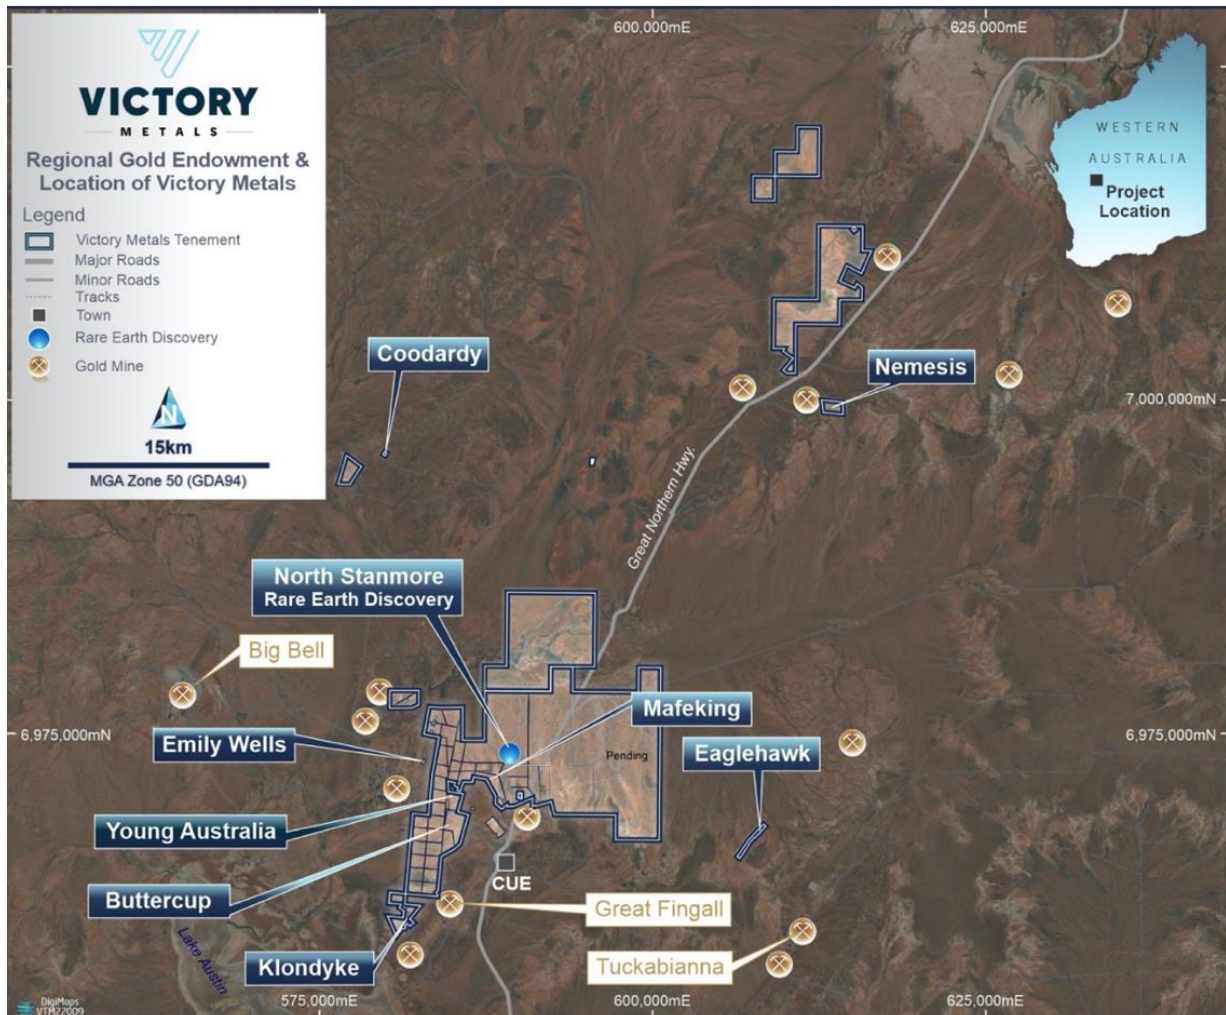 600,000mE
625,000mE
VICTORY
METALS
Regional Gold Endowment &
Location of Victory Metals
Legend
Victory Metals Tenement
Major Roads
Minor Roads
Tracks
Town
Rare Earth Discovery
Gold Mine
N
15km
MGA Zone 50 (GDA94)
WESTERN
AUSTRALIA
Project
Location
Coodardy
Nemesis
7,000,000mN
Great Northern Hwy.
North Stanmore
Rare Earth Discovery
Big Bell
Mafeking
6,975,000mN
Emily Wells
Pending
Eaglehawk
6,975,000mN
Young Australia
CUE
Buttercup
Great Fingall
Lake Austin
Klondyke
Tuckabianna
575,000mE
600,000mE
625,000mE
DigiMaps
VTM22009